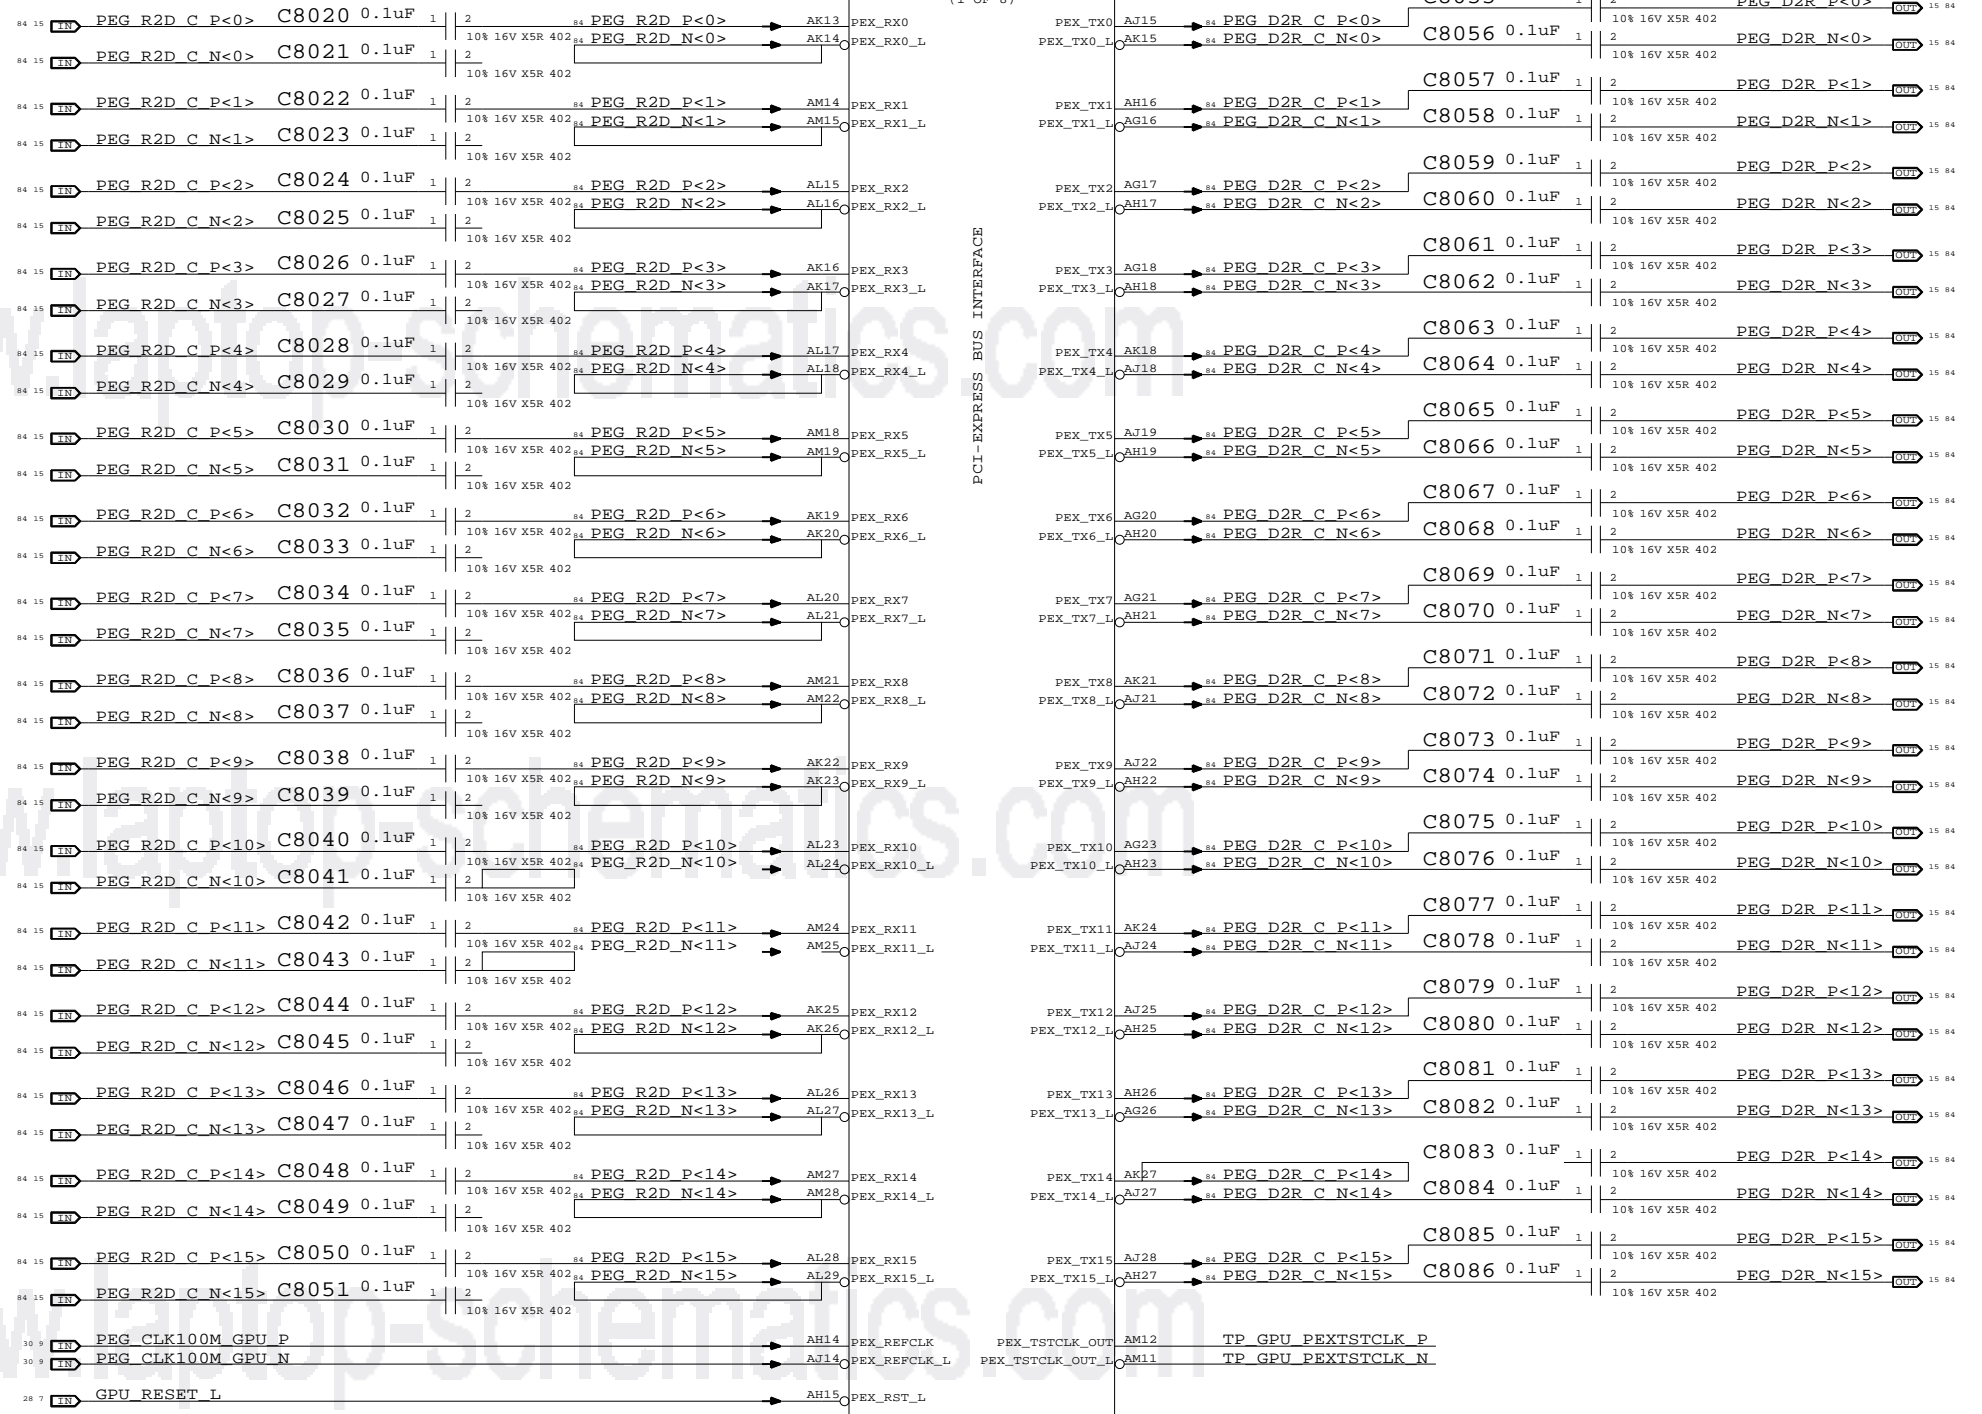 (1 OF 8)
84 15 IN PEG_R2D_C_P<0> C8020 0.1uF 1 2 84 PEG_R2D_P<0> AK13 PEX_RX0 PEX_TX0 AJ15 84 PEG_D2R_C_P<0> 1 2 PEG_D2R_P<0> OUT 15 84
10% 16V X5R 402 84 PEG_R2D_N<0> AK14 PEX_RX0_L PEX_TX0_L AK15 84 PEG_D2R_C_N<0> C8056 0.1uF 1 2 10% 16V X5R 402 PEG_D2R_N<0> OUT 15 84
84 15 IN PEG_R2D_C_N<0> C8021 0.1uF 1 2 10% 16V X5R 402 10% 16V X5R 402
84 15 IN PEG_R2D_C_P<1> C8022 0.1uF 1 2 84 PEG_R2D_P<1> AM14 PEX_RX1 PEX_TX1 AH16 84 PEG_D2R_C_P<1> C8057 0.1uF 1 2 PEG_D2R_P<1> OUT 15 84
10% 16V X5R 402 84 PEG_R2D_N<1> AM15 PEX_RX1_L PEX_TX1_L AG16 84 PEG_D2R_C_N<1> C8058 0.1uF 1 2 10% 16V X5R 402 PEG_D2R_N<1> OUT 15 84
84 15 IN PEG_R2D_C_N<1> C8023 0.1uF 1 2 10% 16V X5R 402 10% 16V X5R 402
84 15 IN PEG_R2D_C_P<2> C8024 0.1uF 1 2 84 PEG_R2D_P<2> AL15 PEX_RX2 PEX_TX2 AG17 84 PEG_D2R_C_P<2> C8059 0.1uF 1 2 PEG_D2R_P<2> OUT 15 84
10% 16V X5R 402 84 PEG_R2D_N<2> AL16 PEX_RX2_L PEX_TX2_L AH17 84 PEG_D2R_C_N<2> C8060 0.1uF 1 2 10% 16V X5R 402 PEG_D2R_N<2> OUT 15 84
84 15 IN PEG_R2D_C_N<2> C8025 0.1uF 1 2 10% 16V X5R 402 10% 16V X5R 402
PCI-EXPRESS BUS INTERFACE
84 15 IN PEG_R2D_C_P<3> C8026 0.1uF 1 2 84 PEG_R2D_P<3> AK16 PEX_RX3 PEX_TX3 AG18 84 PEG_D2R_C_P<3> C8061 0.1uF 1 2 PEG_D2R_P<3> OUT 15 84
10% 16V X5R 402 84 PEG_R2D_N<3> AK17 PEX_RX3_L PEX_TX3_L AH18 84 PEG_D2R_C_N<3> C8062 0.1uF 1 2 10% 16V X5R 402 PEG_D2R_N<3> OUT 15 84
84 15 IN PEG_R2D_C_N<3> C8027 0.1uF 1 2 10% 16V X5R 402 10% 16V X5R 402
w.laptop-schematics.com
84 15 IN PEG_R2D_C_P<4> C8028 0.1uF 1 2 84 PEG_R2D_P<4> AL17 PEX_RX4 PEX_TX4 AK18 84 PEG_D2R_C_P<4> C8063 0.1uF 1 2 PEG_D2R_P<4> OUT 15 84
10% 16V X5R 402 84 PEG_R2D_N<4> AL18 PEX_RX4_L PEX_TX4_L AJ18 84 PEG_D2R_C_N<4> C8064 0.1uF 1 2 10% 16V X5R 402 PEG_D2R_N<4> OUT 15 84
84 15 IN PEG_R2D_C_N<4> C8029 0.1uF 1 2 10% 16V X5R 402 10% 16V X5R 402
84 15 IN PEG_R2D_C_P<5> C8030 0.1uF 1 2 84 PEG_R2D_P<5> AM18 PEX_RX5 PEX_TX5 AJ19 84 PEG_D2R_C_P<5> C8065 0.1uF 1 2 PEG_D2R_P<5> OUT 15 84
10% 16V X5R 402 84 PEG_R2D_N<5> AM19 PEX_RX5_L PEX_TX5_L AH19 84 PEG_D2R_C_N<5> C8066 0.1uF 1 2 10% 16V X5R 402 PEG_D2R_N<5> OUT 15 84
84 15 IN PEG_R2D_C_N<5> C8031 0.1uF 1 2 10% 16V X5R 402 10% 16V X5R 402
84 15 IN PEG_R2D_C_P<6> C8032 0.1uF 1 2 84 PEG_R2D_P<6> AK19 PEX_RX6 PEX_TX6 AG20 84 PEG_D2R_C_P<6> C8067 0.1uF 1 2 PEG_D2R_P<6> OUT 15 84
10% 16V X5R 402 84 PEG_R2D_N<6> AK20 PEX_RX6_L PEX_TX6_L AH20 84 PEG_D2R_C_N<6> C8068 0.1uF 1 2 10% 16V X5R 402 PEG_D2R_N<6> OUT 15 84
84 15 IN PEG_R2D_C_N<6> C8033 0.1uF 1 2 10% 16V X5R 402 10% 16V X5R 402
84 15 IN PEG_R2D_C_P<7> C8034 0.1uF 1 2 84 PEG_R2D_P<7> AL20 PEX_RX7 PEX_TX7 AG21 84 PEG_D2R_C_P<7> C8069 0.1uF 1 2 PEG_D2R_P<7> OUT 15 84
10% 16V X5R 402 84 PEG_R2D_N<7> AL21 PEX_RX7_L PEX_TX7_L AH21 84 PEG_D2R_C_N<7> C8070 0.1uF 1 2 10% 16V X5R 402 PEG_D2R_N<7> OUT 15 84
84 15 IN PEG_R2D_C_N<7> C8035 0.1uF 1 2 10% 16V X5R 402 10% 16V X5R 402
84 15 IN PEG_R2D_C_P<8> C8036 0.1uF 1 2 84 PEG_R2D_P<8> AM21 PEX_RX8 PEX_TX8 AK21 84 PEG_D2R_C_P<8> C8071 0.1uF 1 2 PEG_D2R_P<8> OUT 15 84
10% 16V X5R 402 84 PEG_R2D_N<8> AM22 PEX_RX8_L PEX_TX8_L AJ21 84 PEG_D2R_C_N<8> C8072 0.1uF 1 2 10% 16V X5R 402 PEG_D2R_N<8> OUT 15 84
84 15 IN PEG_R2D_C_N<8> C8037 0.1uF 1 2 10% 16V X5R 402 10% 16V X5R 402
84 15 IN PEG_R2D_C_P<9> C8038 0.1uF 1 2 84 PEG_R2D_P<9> AK22 PEX_RX9 PEX_TX9 AJ22 84 PEG_D2R_C_P<9> C8073 0.1uF 1 2 PEG_D2R_P<9> OUT 15 84
10% 16V X5R 402 84 PEG_R2D_N<9> AK23 PEX_RX9_L PEX_TX9_L AH22 84 PEG_D2R_C_N<9> C8074 0.1uF 1 2 10% 16V X5R 402 PEG_D2R_N<9> OUT 15 84
84 15 IN PEG_R2D_C_N<9> C8039 0.1uF 1 2 10% 16V X5R 402 10% 16V X5R 402
w.laptop-schematics.com
84 15 IN PEG_R2D_C_P<10> C8040 0.1uF 1 2 84 PEG_R2D_P<10> AL23 PEX_RX10 PEX_TX10 AG23 84 PEG_D2R_C_P<10> C8075 0.1uF 1 2 PEG_D2R_P<10> OUT 15 84
10% 16V X5R 402 84 PEG_R2D_N<10> AL24 PEX_RX10_L PEX_TX10_L AH23 84 PEG_D2R_C_N<10> C8076 0.1uF 1 2 10% 16V X5R 402 PEG_D2R_N<10> OUT 15 84
84 15 IN PEG_R2D_C_N<10> C8041 0.1uF 1 2 10% 16V X5R 402 10% 16V X5R 402
84 15 IN PEG_R2D_C_P<11> C8042 0.1uF 1 2 84 PEG_R2D_P<11> AM24 PEX_RX11 PEX_TX11 AK24 84 PEG_D2R_C_P<11> C8077 0.1uF 1 2 PEG_D2R_P<11> OUT 15 84
10% 16V X5R 402 84 PEG_R2D_N<11> AM25 PEX_RX11_L PEX_TX11_L AJ24 84 PEG_D2R_C_N<11> C8078 0.1uF 1 2 10% 16V X5R 402 PEG_D2R_N<11> OUT 15 84
84 15 IN PEG_R2D_C_N<11> C8043 0.1uF 1 2 10% 16V X5R 402 10% 16V X5R 402
84 15 IN PEG_R2D_C_P<12> C8044 0.1uF 1 2 84 PEG_R2D_P<12> AK25 PEX_RX12 PEX_TX12 AJ25 84 PEG_D2R_C_P<12> C8079 0.1uF 1 2 PEG_D2R_P<12> OUT 15 84
10% 16V X5R 402 84 PEG_R2D_N<12> AK26 PEX_RX12_L PEX_TX12_L AH25 84 PEG_D2R_C_N<12> C8080 0.1uF 1 2 10% 16V X5R 402 PEG_D2R_N<12> OUT 15 84
84 15 IN PEG_R2D_C_N<12> C8045 0.1uF 1 2 10% 16V X5R 402 10% 16V X5R 402
84 15 IN PEG_R2D_C_P<13> C8046 0.1uF 1 2 84 PEG_R2D_P<13> AL26 PEX_RX13 PEX_TX13 AH26 84 PEG_D2R_C_P<13> C8081 0.1uF 1 2 PEG_D2R_P<13> OUT 15 84
10% 16V X5R 402 84 PEG_R2D_N<13> AL27 PEX_RX13_L PEX_TX13_L AG26 84 PEG_D2R_C_N<13> C8082 0.1uF 1 2 10% 16V X5R 402 PEG_D2R_N<13> OUT 15 84
84 15 IN PEG_R2D_C_N<13> C8047 0.1uF 1 2 10% 16V X5R 402 10% 16V X5R 402
84 15 IN PEG_R2D_C_P<14> C8048 0.1uF 1 2 84 PEG_R2D_P<14> AM27 PEX_RX14 PEX_TX14 AK27 84 PEG_D2R_C_P<14> C8083 0.1uF 1 2 PEG_D2R_P<14> OUT 15 84
10% 16V X5R 402 84 PEG_R2D_N<14> AM28 PEX_RX14_L PEX_TX14_L AJ27 84 PEG_D2R_C_N<14> C8084 0.1uF 1 2 10% 16V X5R 402 PEG_D2R_N<14> OUT 15 84
84 15 IN PEG_R2D_C_N<14> C8049 0.1uF 1 2 10% 16V X5R 402 10% 16V X5R 402
84 15 IN PEG_R2D_C_P<15> C8050 0.1uF 1 2 84 PEG_R2D_P<15> AL28 PEX_RX15 PEX_TX15 AJ28 84 PEG_D2R_C_P<15> C8085 0.1uF 1 2 PEG_D2R_P<15> OUT 15 84
10% 16V X5R 402 84 PEG_R2D_N<15> AL29 PEX_RX15_L PEX_TX15_L AH27 84 PEG_D2R_C_N<15> C8086 0.1uF 1 2 10% 16V X5R 402 PEG_D2R_N<15> OUT 15 84
84 15 IN PEG_R2D_C_N<15> C8051 0.1uF 1 2 10% 16V X5R 402 10% 16V X5R 402
w.laptop-schematics.com
30 9 IN PEG_CLK100M_GPU_P AH14 PEX_REFCLK PEX_TSTCLK_OUT AM12 TP_GPU_PEXTSTCLK_P
30 9 IN PEG_CLK100M_GPU_N AJ14 PEX_REFCLK_L PEX_TSTCLK_OUT_L AM11 TP_GPU_PEXTSTCLK_N
28 7 IN GPU_RESET_L AH15 PEX_RST_L